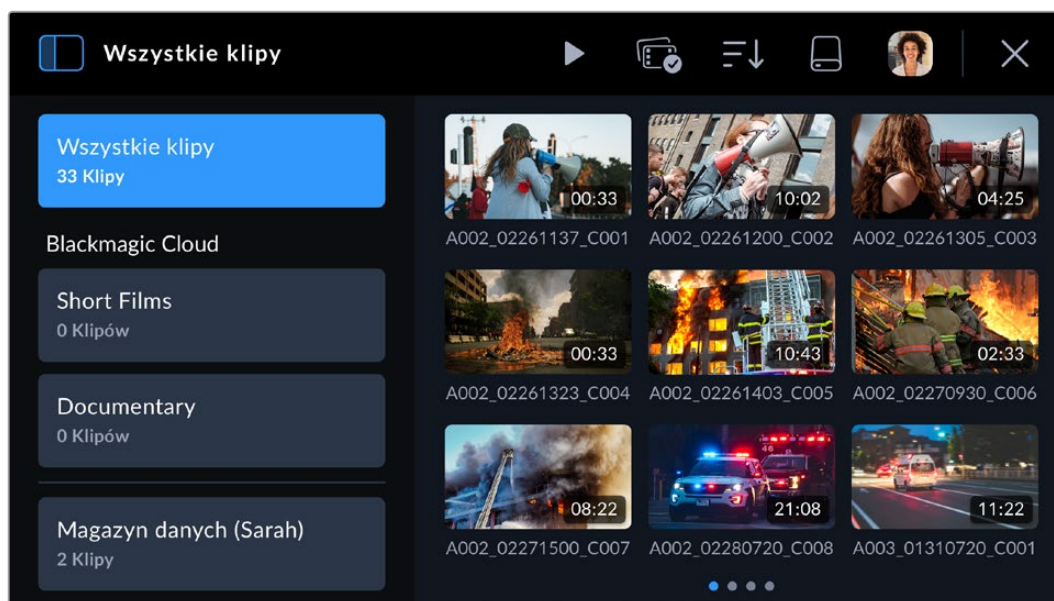 Wszystkie klipy
Wszystkie klipy
33 Klipy
Blackmagic Cloud
Short Films
0 Klipów
Documentary
0 Klipów
Magazyn danych (Sarah)
2 Klipy
00:33 10:02 04:25
A002_02261137_C001 A002_02261200_C002 A002_02261305_C003
00:33 10:43 02:33
A002_02261323_C004 A002_02261403_C005 A002_02270930_C006
08:22 21:08 11:22
A002_02271500_C007 A002_02280720_C008 A003_01310720_C001